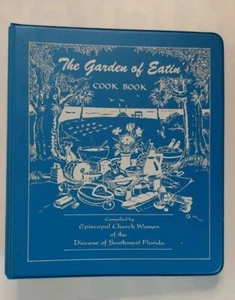 The Garden of Eatin'
COOK BOOK
Compiled by
Episcopal Church Women
of the
Diocese of Southwest Florida